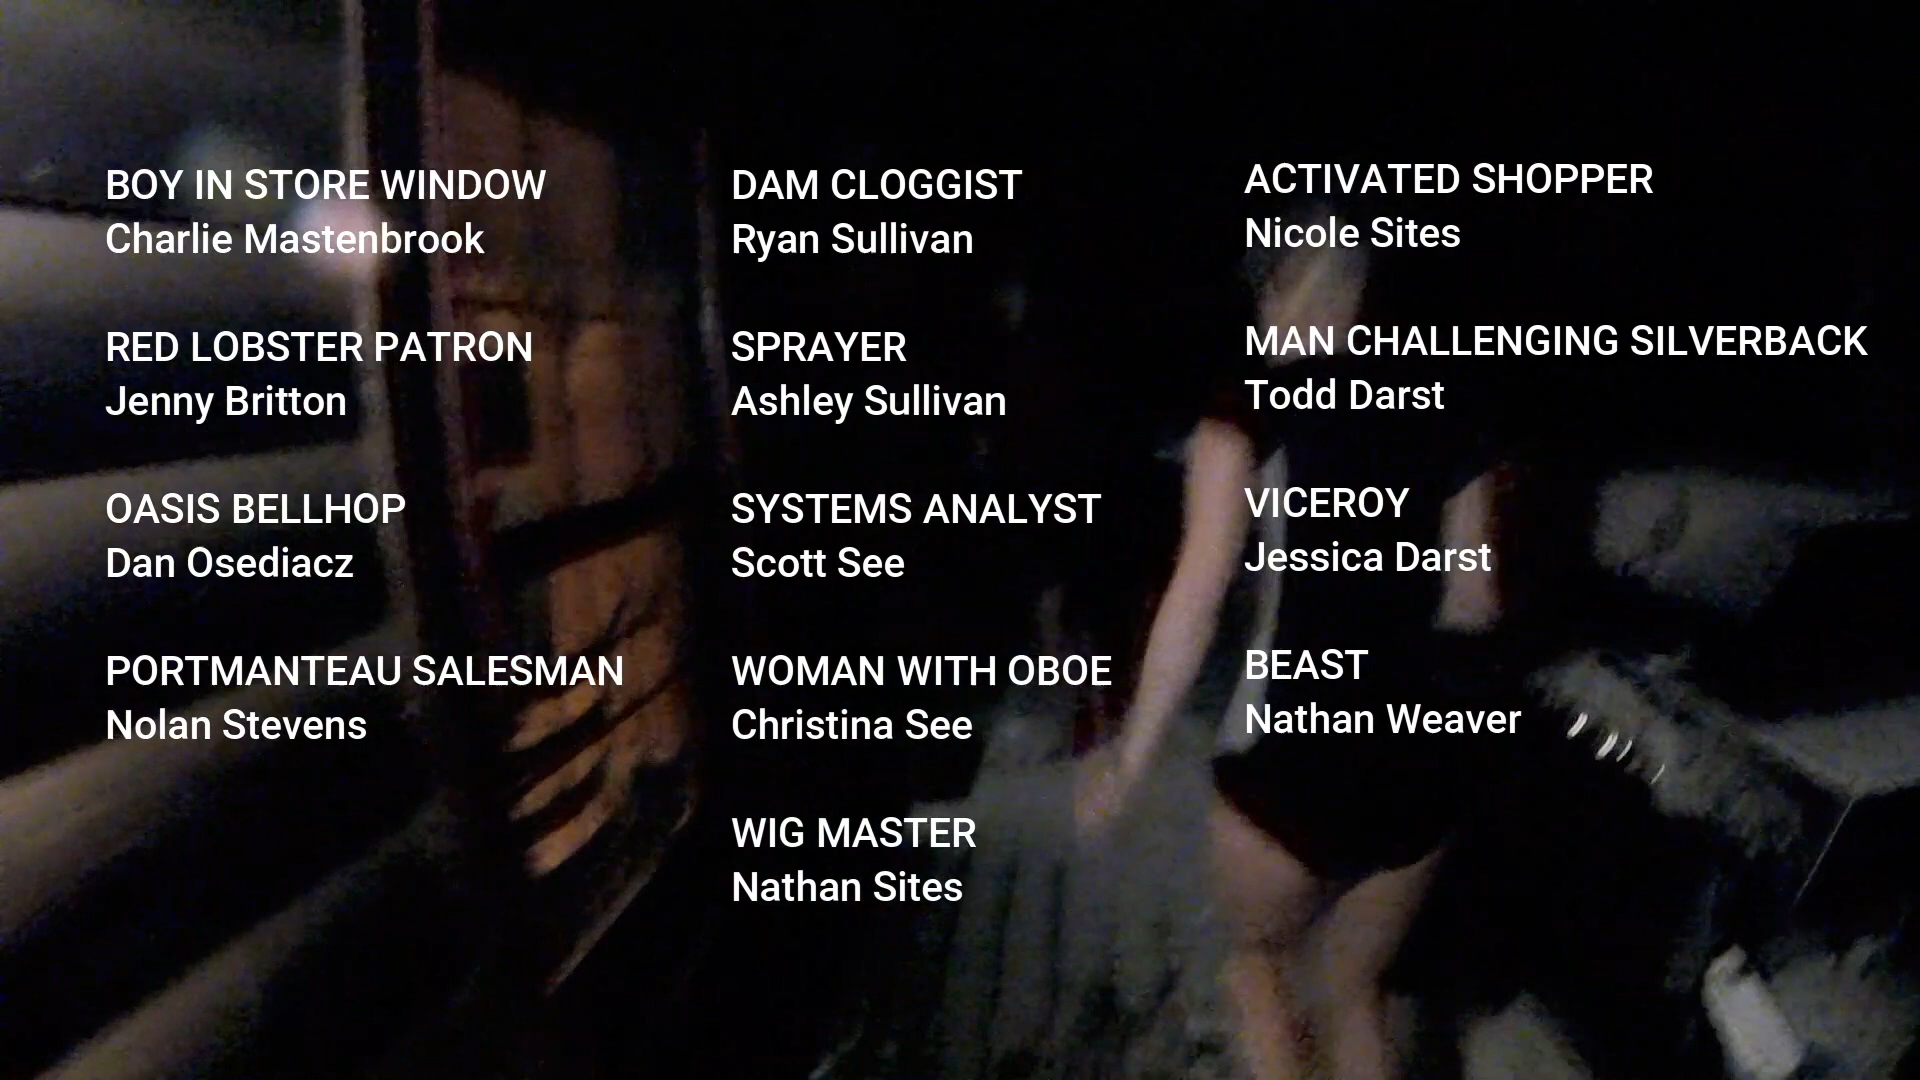 BOY IN STORE WINDOW
Charlie Mastenbrook
RED LOBSTER PATRON
Jenny Britton
OASIS BELLHOP
Dan Osediacz
PORTMANTEAU SALESMAN
Nolan Stevens
DAM CLOGGIST
Ryan Sullivan
SPRAYER
Ashley Sullivan
SYSTEMS ANALYST
Scott See
WOMAN WITH OBOE
Christina See
WIG MASTER
Nathan Sites
ACTIVATED SHOPPER
Nicole Sites
MAN CHALLENGING SILVERBACK
Todd Darst
VICEROY
Jessica Darst
BEAST
Nathan Weaver